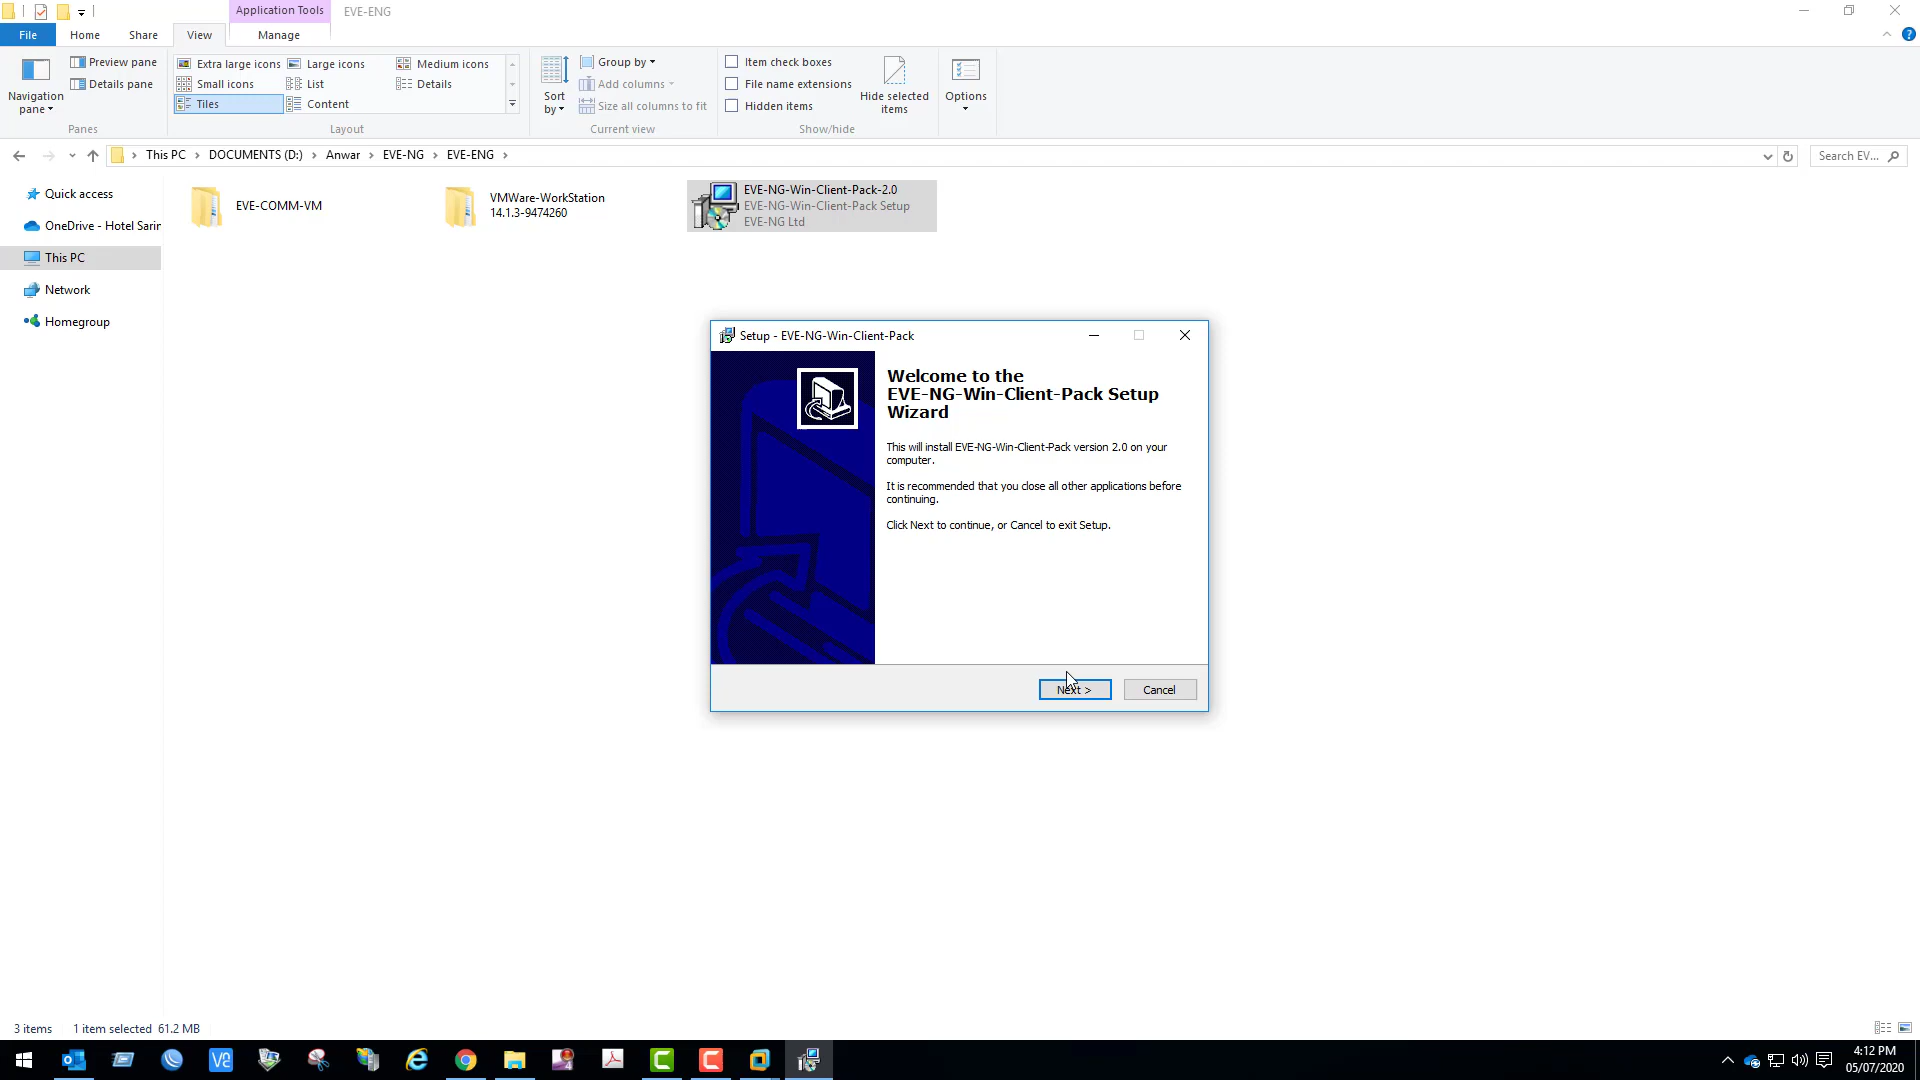 Application Tools
EVE-ENG
File
Home
Share
View
Manage
Navigation
pane
Preview pane
Details pane
Panes
Extra large icons
Large icons
Medium icons
Small icons
List
Details
Tiles
Content
Layout
Sort
by
Group by
Add columns
Size all columns to fit
Current view
Item check boxes
File name extensions
Hidden items
Hide selected
items
Show/hide
Options
This PC
DOCUMENTS (D:)
Anwar
EVE-NG
EVE-ENG
Search EV...
Quick access
OneDrive - Hotel Sarin
This PC
Network
Homegroup
EVE-COMM-VM
VMWare-WorkStation
14.1.3-9474260
EVE-NG-Win-Client-Pack-2.0
EVE-NG-Win-Client-Pack Setup
EVE-NG Ltd
Setup - EVE-NG-Win-Client-Pack
Welcome to the
EVE-NG-Win-Client-Pack Setup
Wizard
This will install EVE-NG-Win-Client-Pack version 2.0 on your
computer.
It is recommended that you close all other applications before
continuing.
Click Next to continue, or Cancel to exit Setup.
Next >
Cancel
3 items
1 item selected 61.2 MB
4:12 PM
05/07/2020